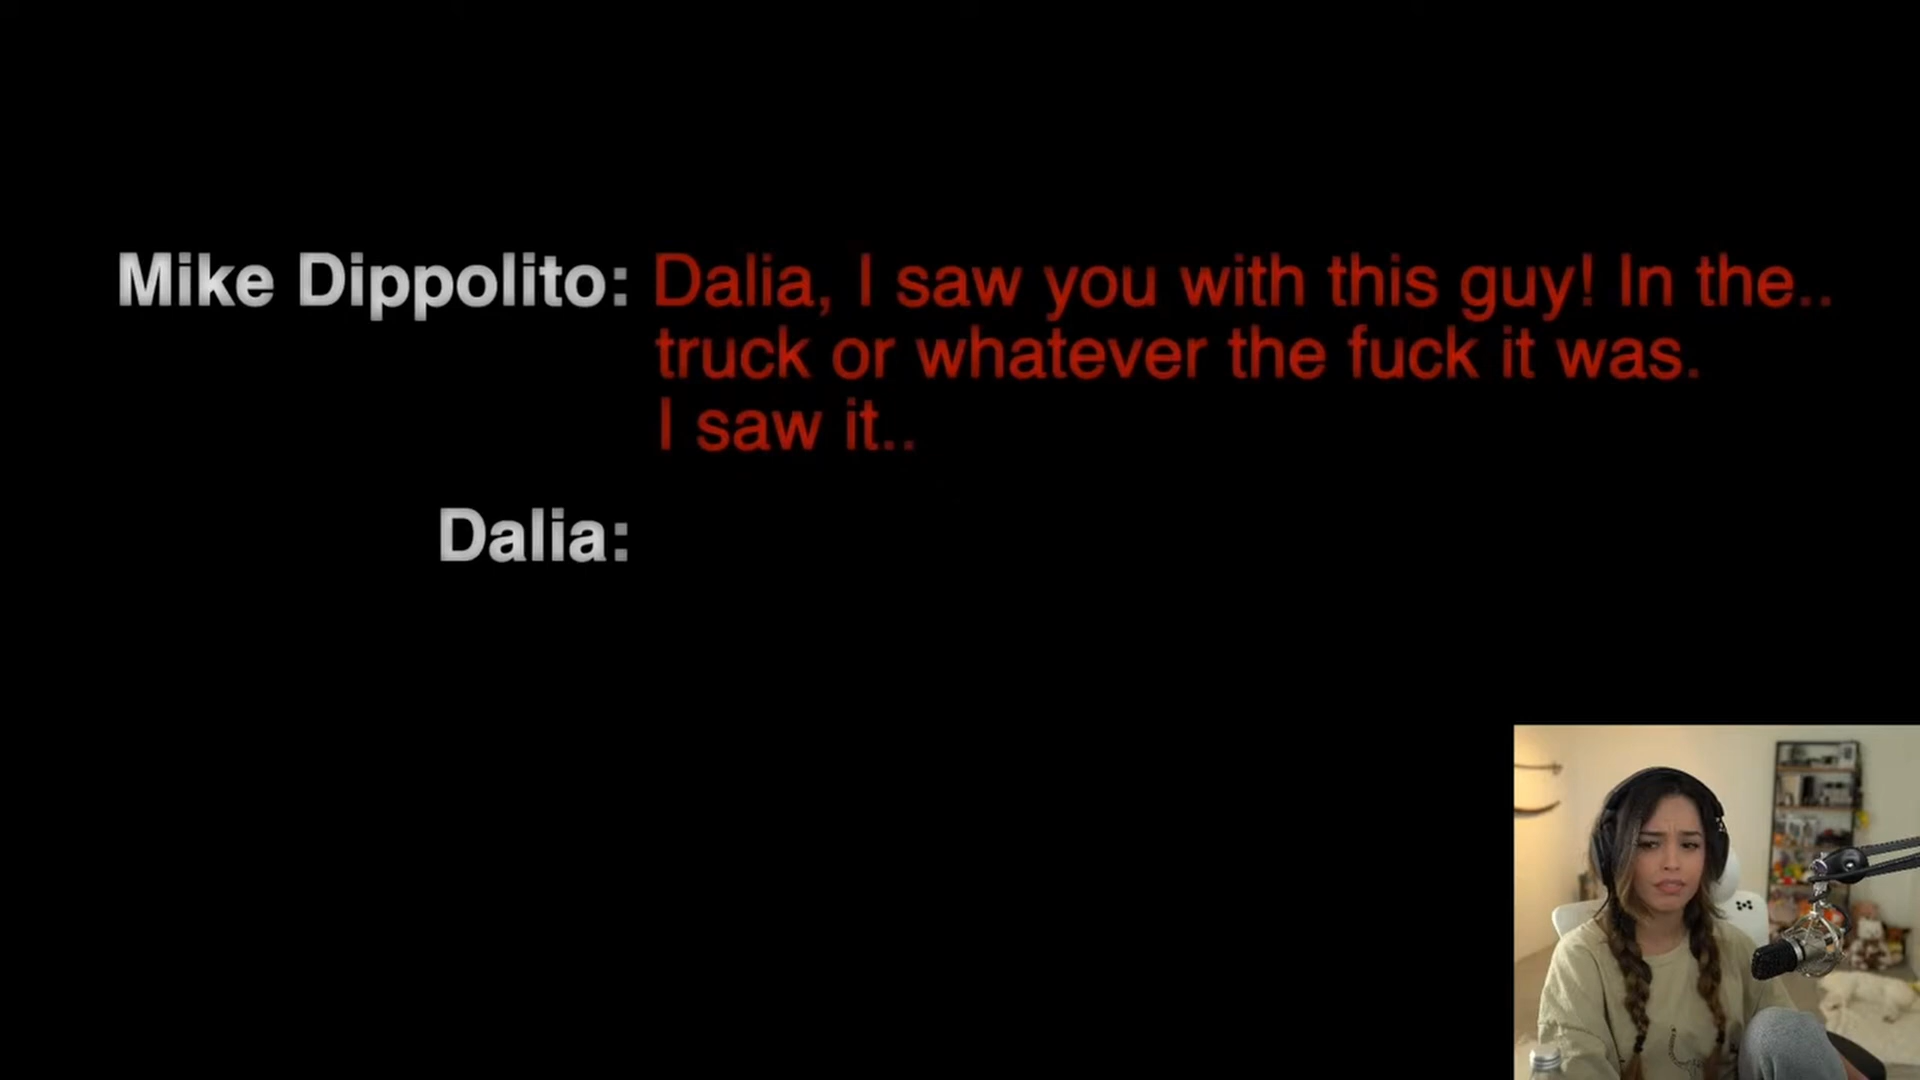 Mike Dippolito: Dalia, I saw you with this guy! In the..
truck or whatever the fuck it was.
I saw it..
Dalia: